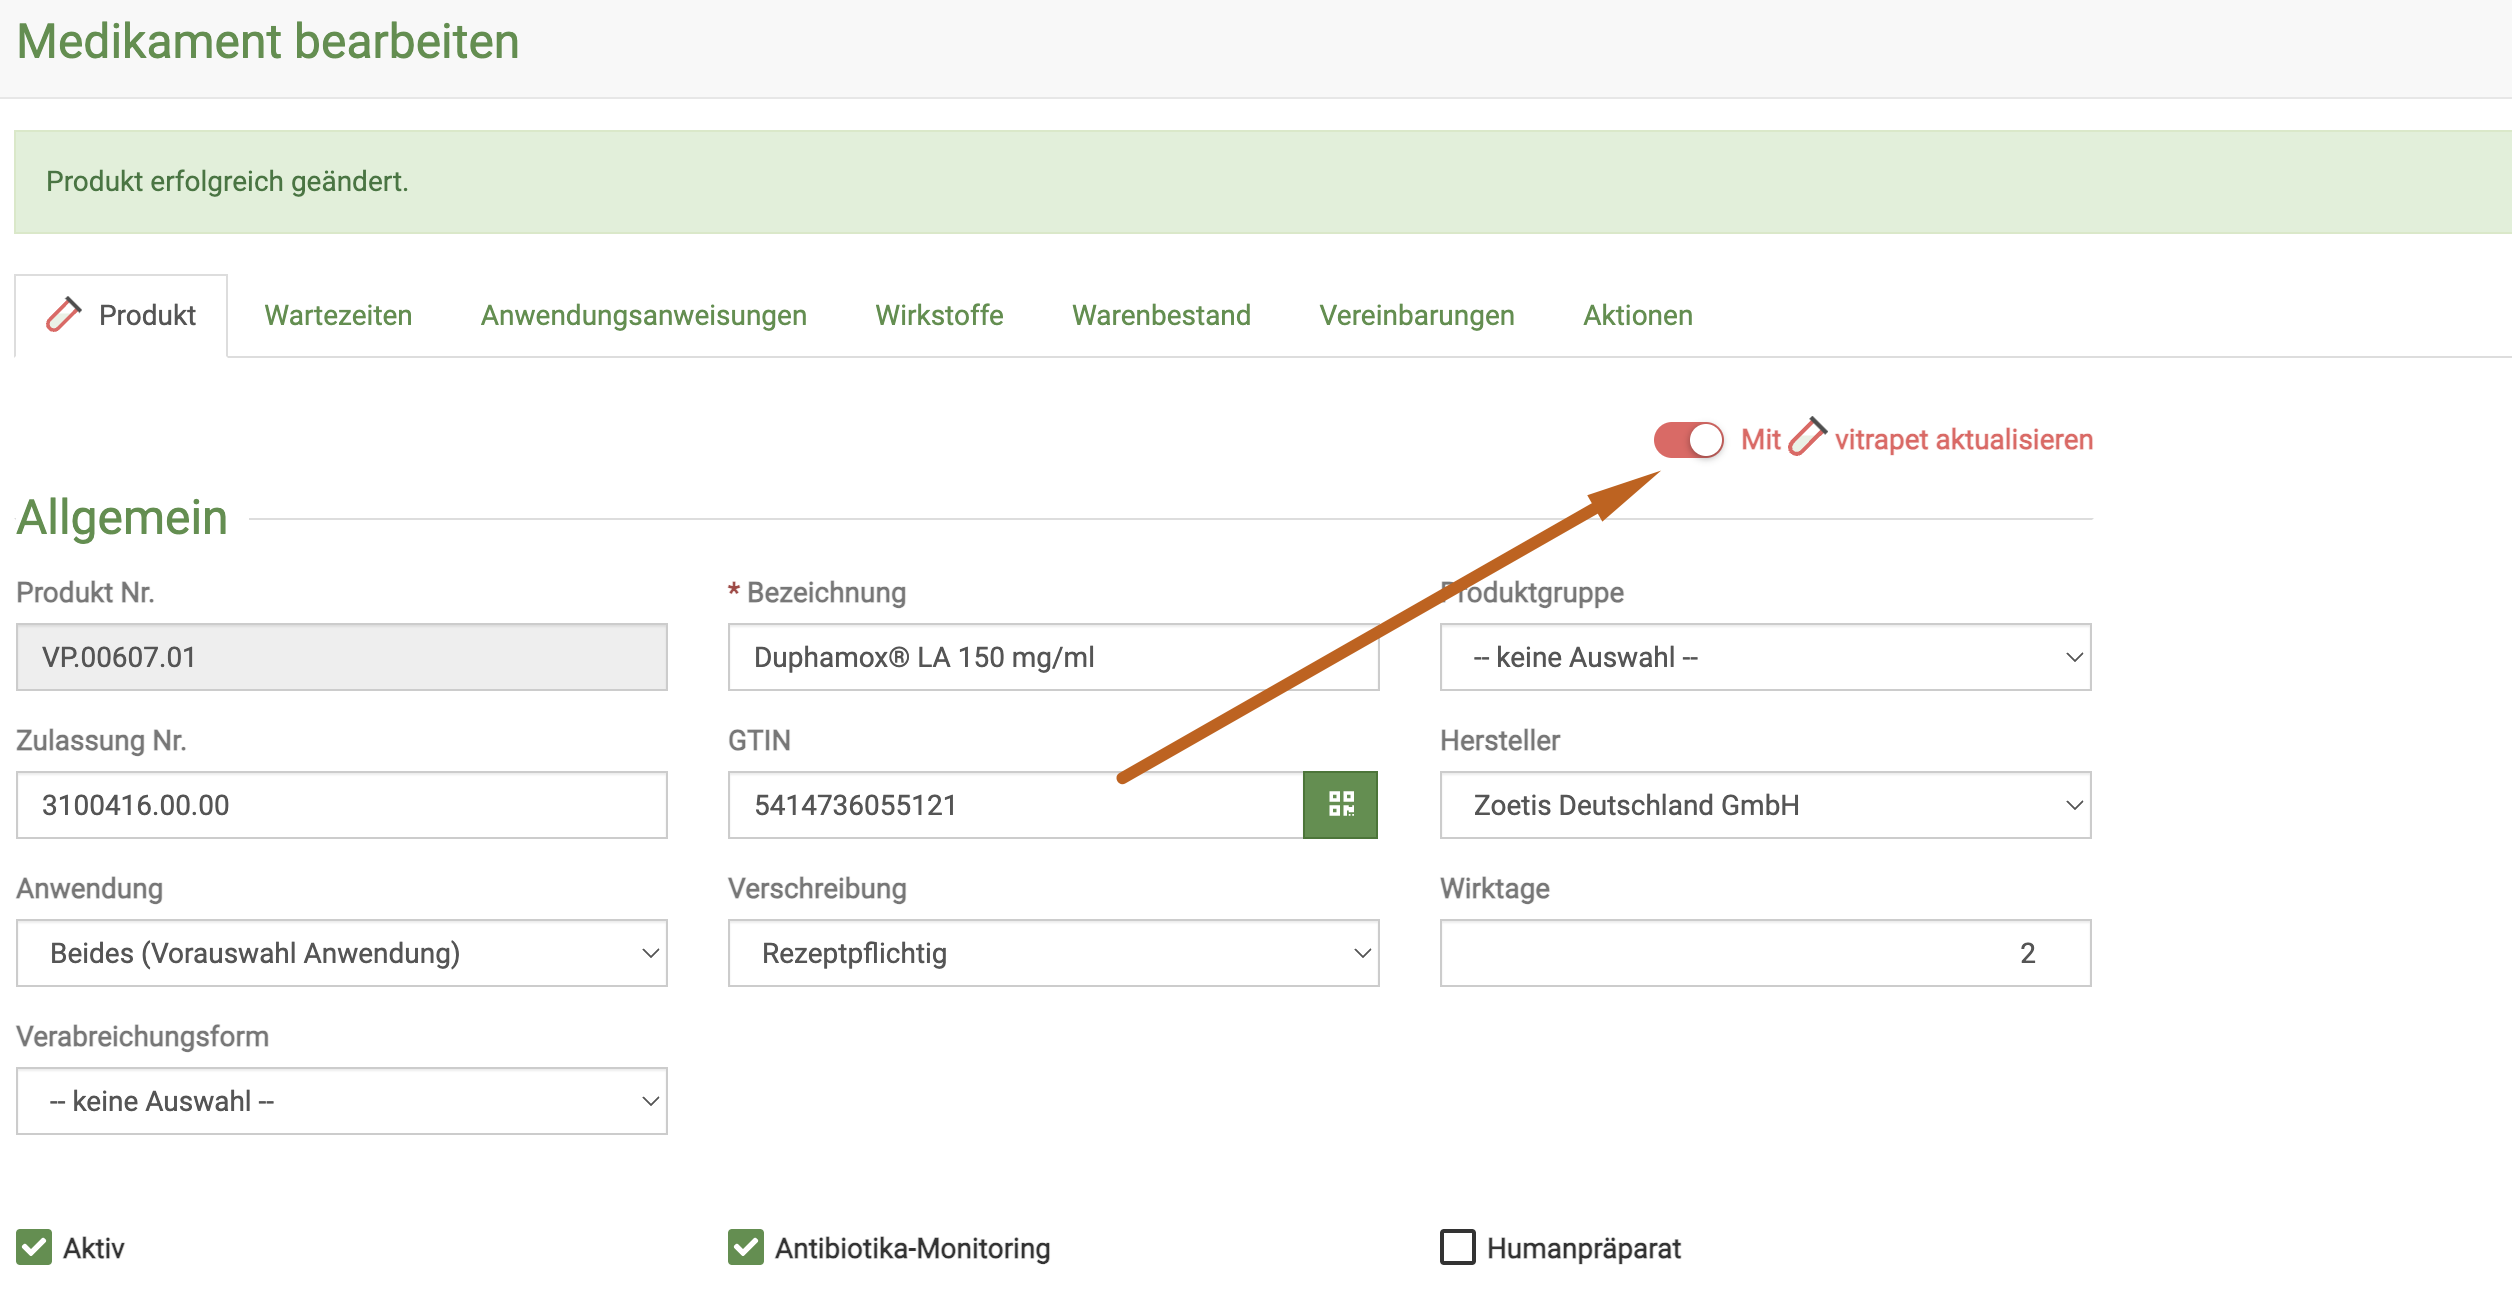 Medikament bearbeiten
Produkt erfolgreich geändert.
Produkt Wartezeiten Anwendungsanweisungen Wirkstoffe Warenbestand Vereinbarungen Aktionen
Mit vitrapet aktualisieren
Allgemein
Produkt Nr. * Bezeichnung Produktgruppe
VP.00607.01 Duphamox® LA 150 mg/ml -- keine Auswahl --
Zulassung Nr. GTIN Hersteller
3100416.00.00 5414736055121 Zoetis Deutschland GmbH
Anwendung Verschreibung Wirktage
Beides (Vorauswahl Anwendung) Rezeptpflichtig 2
Verabreichungsform
-- keine Auswahl --
Aktiv Antibiotika-Monitoring Humanpräparat